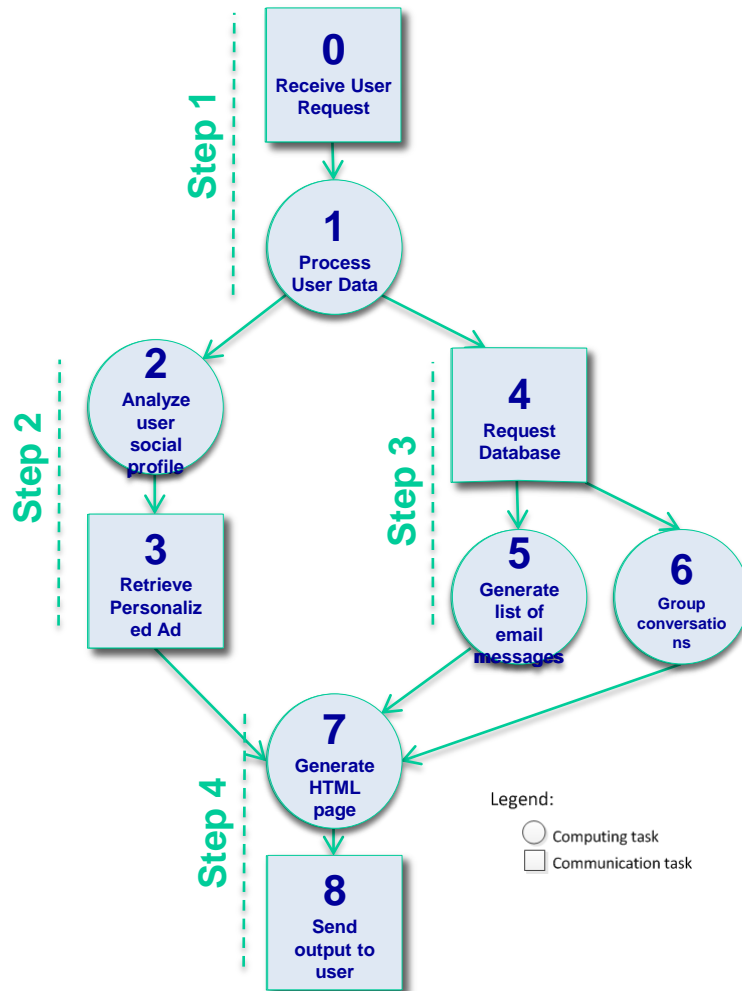 Step 1
0
Receive User
Request
1
Process
User Data
Step 2
2
Analyze
user
social
profile
3
Retrieve
Personaliz
ed Ad
Step 3
4
Request
Database
5
Generate
list of
email
messages
6
Group
conversatio
ns
Step 4
7
Generate
HTML
page
8
Send
output to
user
Legend:
Computing task
Communication task